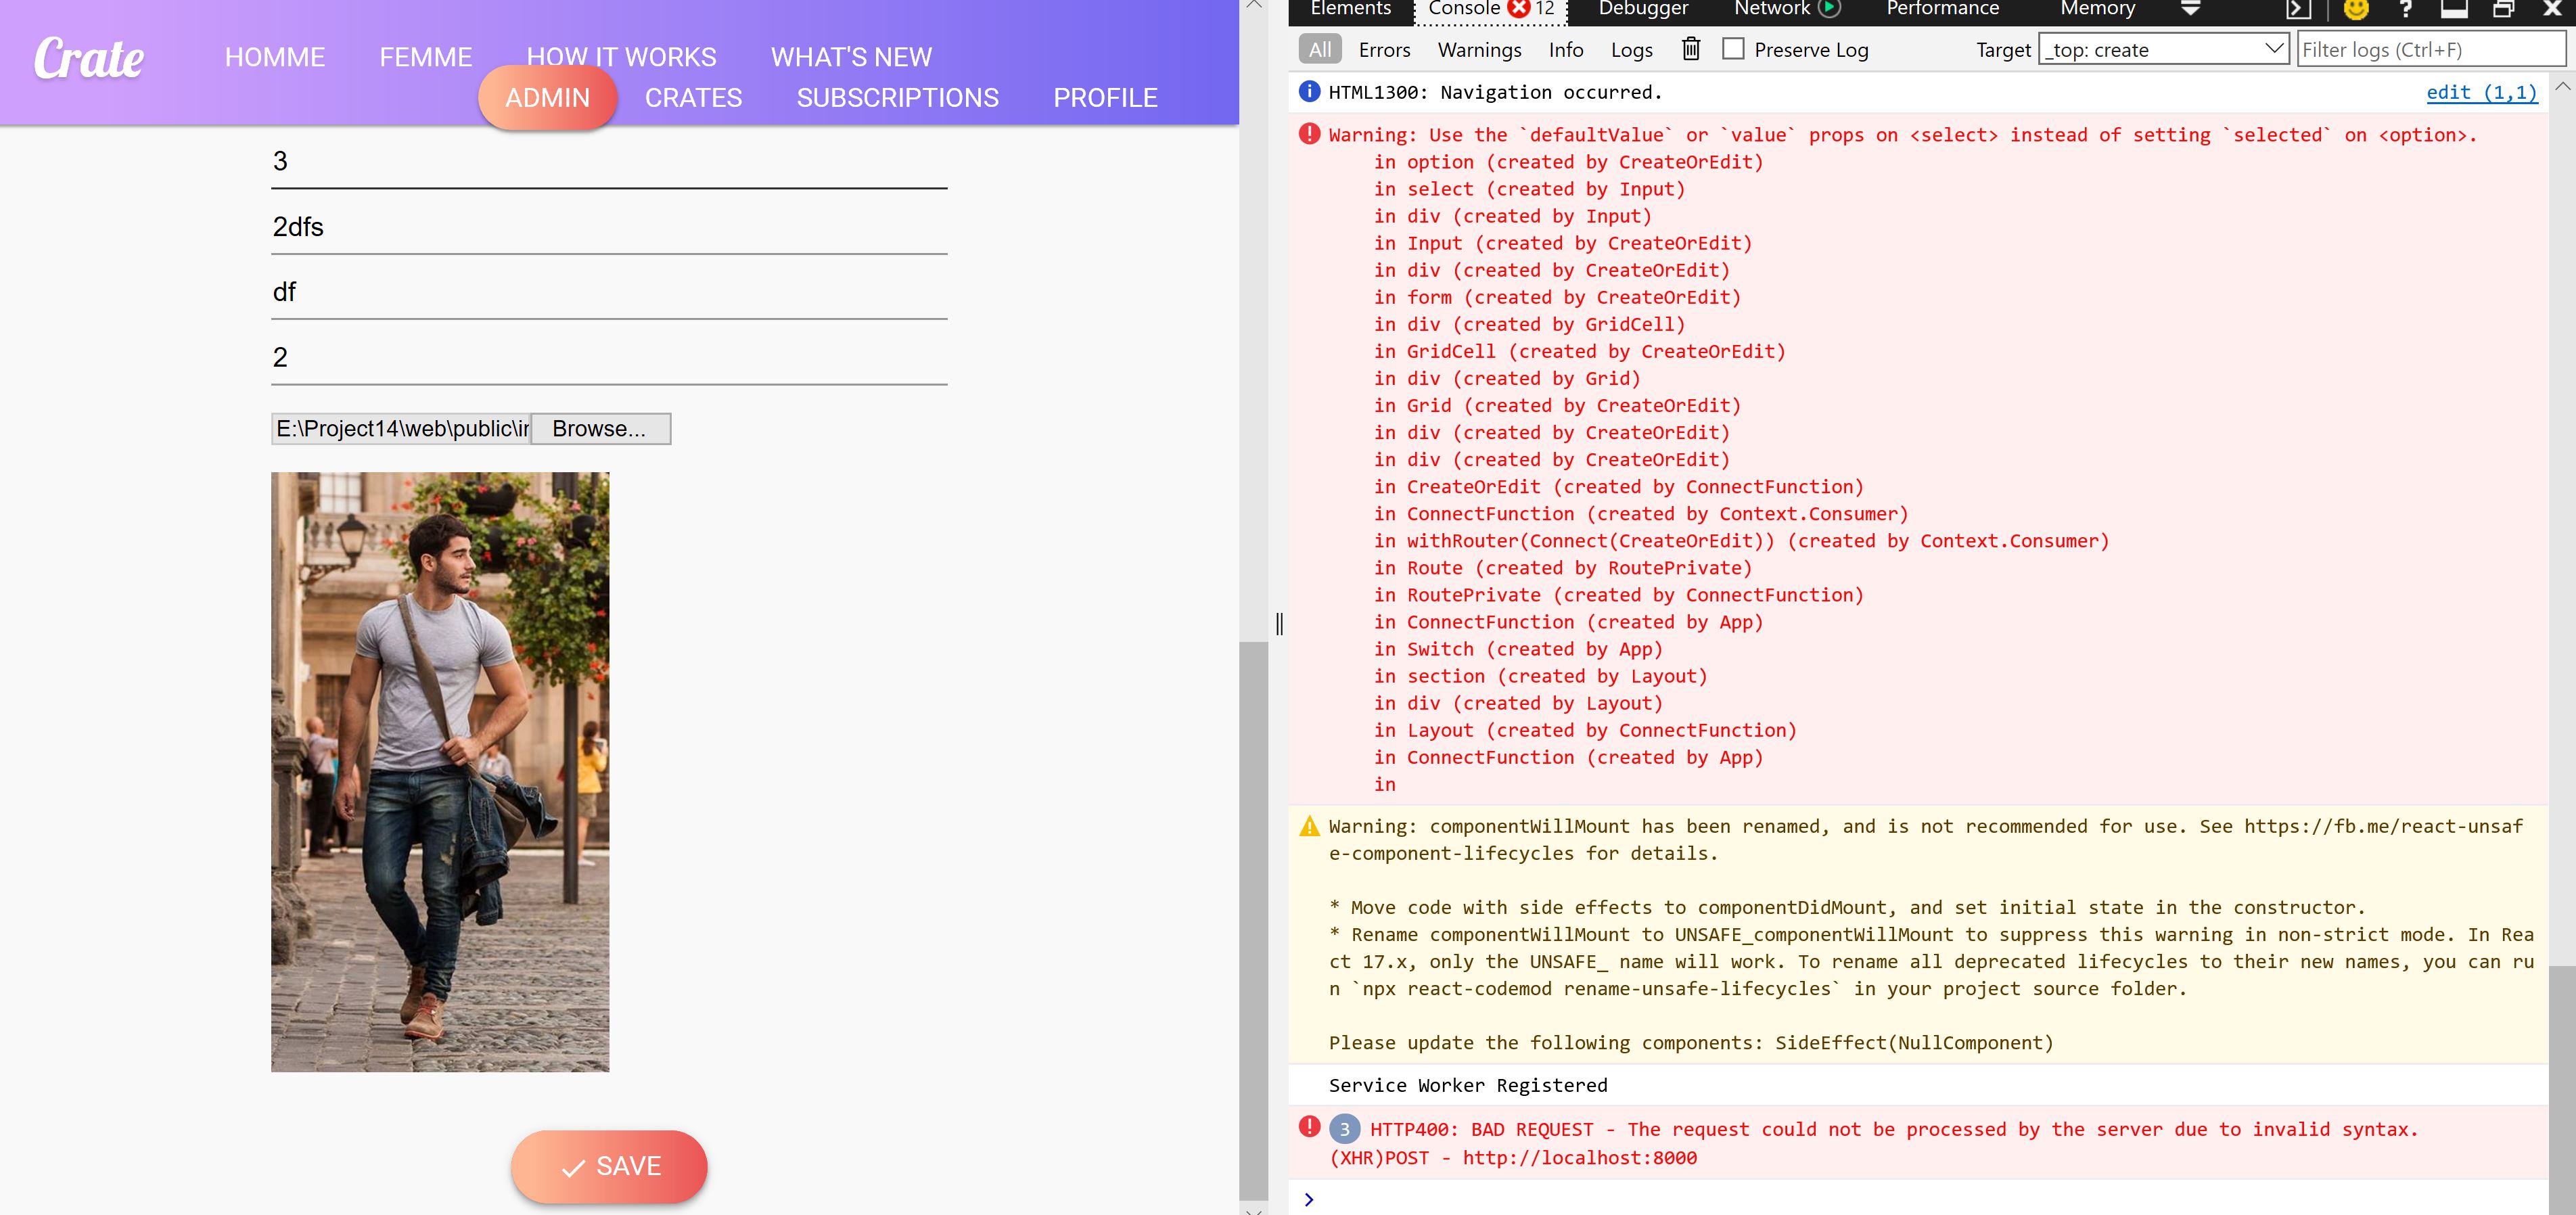 Crate
HOMME FEMME HOW IT WORKS WHAT'S NEW
ADMIN CRATES SUBSCRIPTIONS PROFILE
3
2dfs
df
2
E:\Project14\web\public\ir Browse...
SAVE
Elements Console 12 Debugger Network Performance Memory ?
All Errors Warnings Info Logs Preserve Log Target _top: create Filter logs (Ctrl+F)
HTML1300: Navigation occurred. edit (1,1)
Warning: Use the `defaultValue` or `value` props on <select> instead of setting `selected` on <option>.
in option (created by CreateOrEdit)
in select (created by Input)
in div (created by Input)
in Input (created by CreateOrEdit)
in div (created by CreateOrEdit)
in form (created by CreateOrEdit)
in div (created by GridCell)
in GridCell (created by CreateOrEdit)
in div (created by Grid)
in Grid (created by CreateOrEdit)
in div (created by CreateOrEdit)
in div (created by CreateOrEdit)
in CreateOrEdit (created by ConnectFunction)
in ConnectFunction (created by Context.Consumer)
in withRouter(Connect(CreateOrEdit)) (created by Context.Consumer)
in Route (created by RoutePrivate)
in RoutePrivate (created by ConnectFunction)
in ConnectFunction (created by App)
in Switch (created by App)
in section (created by Layout)
in div (created by Layout)
in Layout (created by ConnectFunction)
in ConnectFunction (created by App)
in
Warning: componentWillMount has been renamed, and is not recommended for use. See https://fb.me/react-unsaf
e-component-lifecycles for details.
* Move code with side effects to componentDidMount, and set initial state in the constructor.
* Rename componentWillMount to UNSAFE_componentWillMount to suppress this warning in non-strict mode. In Rea
ct 17.x, only the UNSAFE_ name will work. To rename all deprecated lifecycles to their new names, you can ru
n `npx react-codemod rename-unsafe-lifecycles` in your project source folder.
Please update the following components: SideEffect(NullComponent)
Service Worker Registered
3 HTTP400: BAD REQUEST - The request could not be processed by the server due to invalid syntax.
(XHR)POST - http://localhost:8000